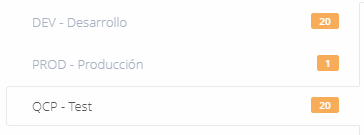 DEV - Desarrollo 20
PROD - Producción 1
QCP - Test 20